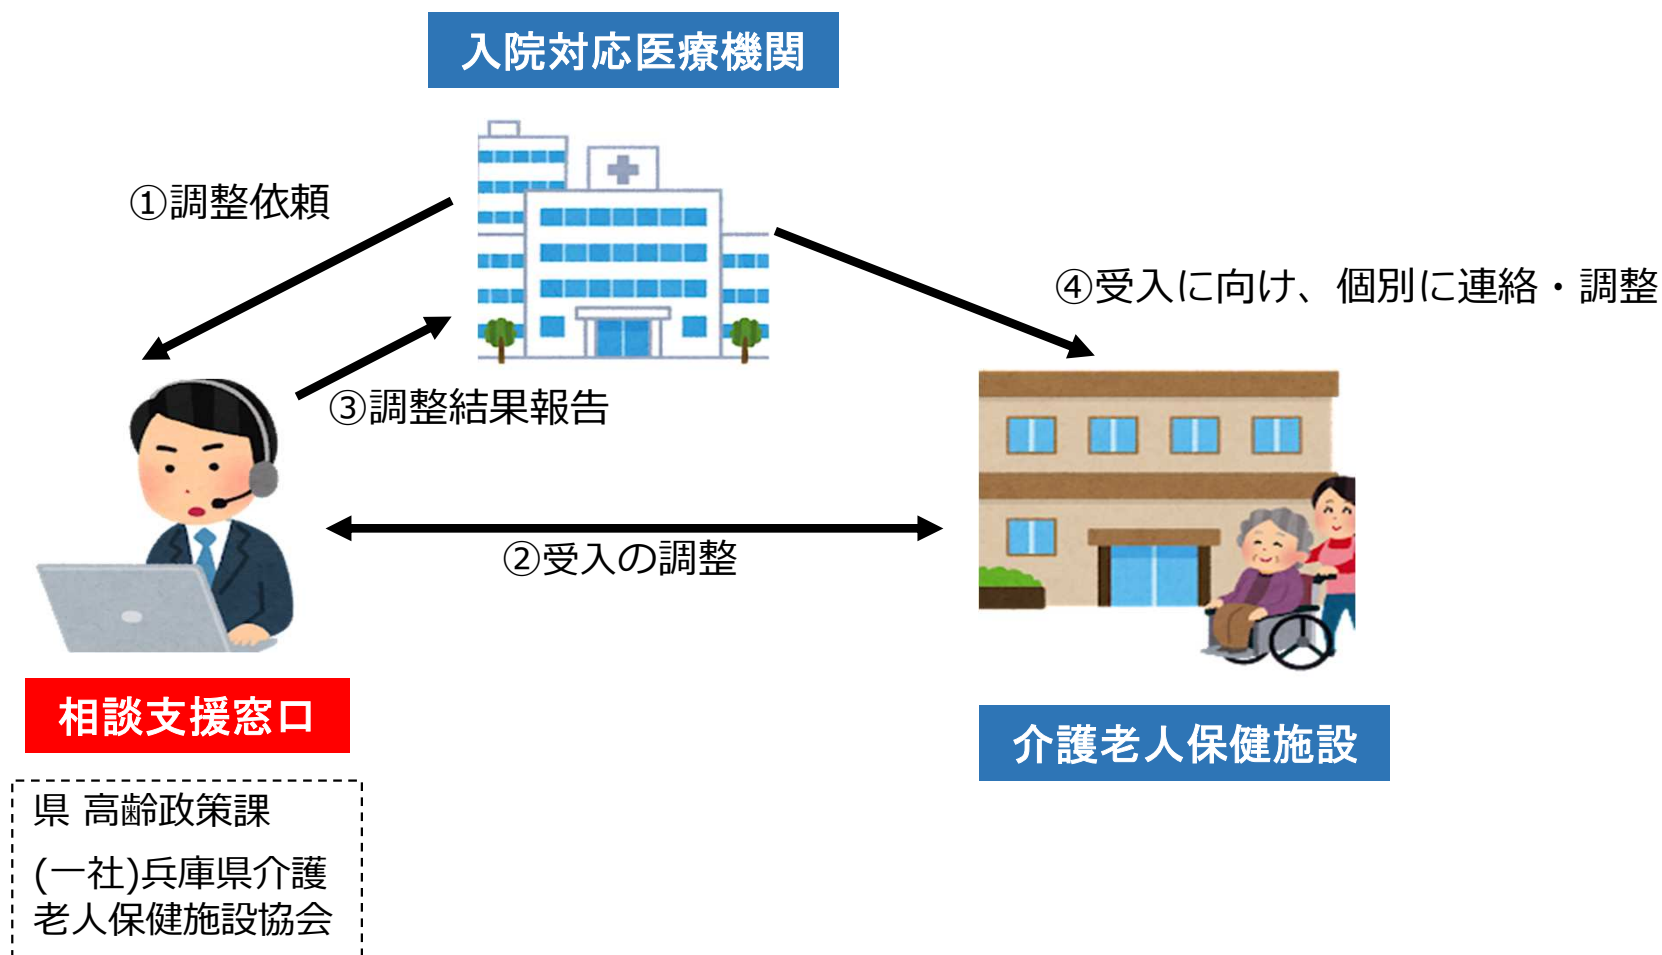 入院対応医療機関
①調整依頼
④受入に向け、個別に連絡・調整
③調整結果報告
②受入の調整
相談支援窓口
介護老人保健施設
県 高齢政策課
(一社)兵庫県介護
老人保健施設協会